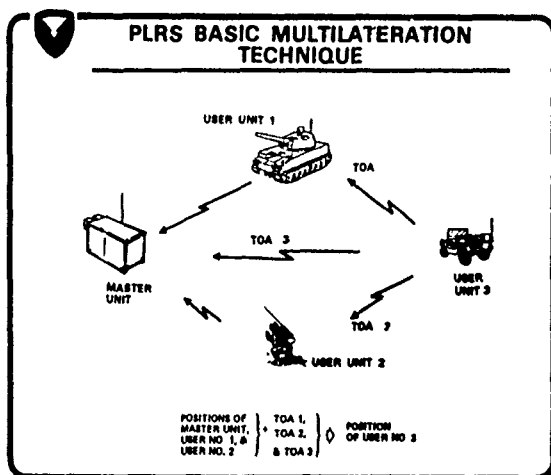 PLRS BASIC MULTILATERATION
TECHNIQUE
USER UNIT 1
TOA
TOA 3
MASTER
UNIT
USER
UNIT 3
TOA 2
USER UNIT 2
POSITIONS OF
MASTER UNIT,
USER NO. 1, &
USER NO. 2
+
TOA 1,
TOA 2,
& TOA 3
POSITION
OF USER NO 3